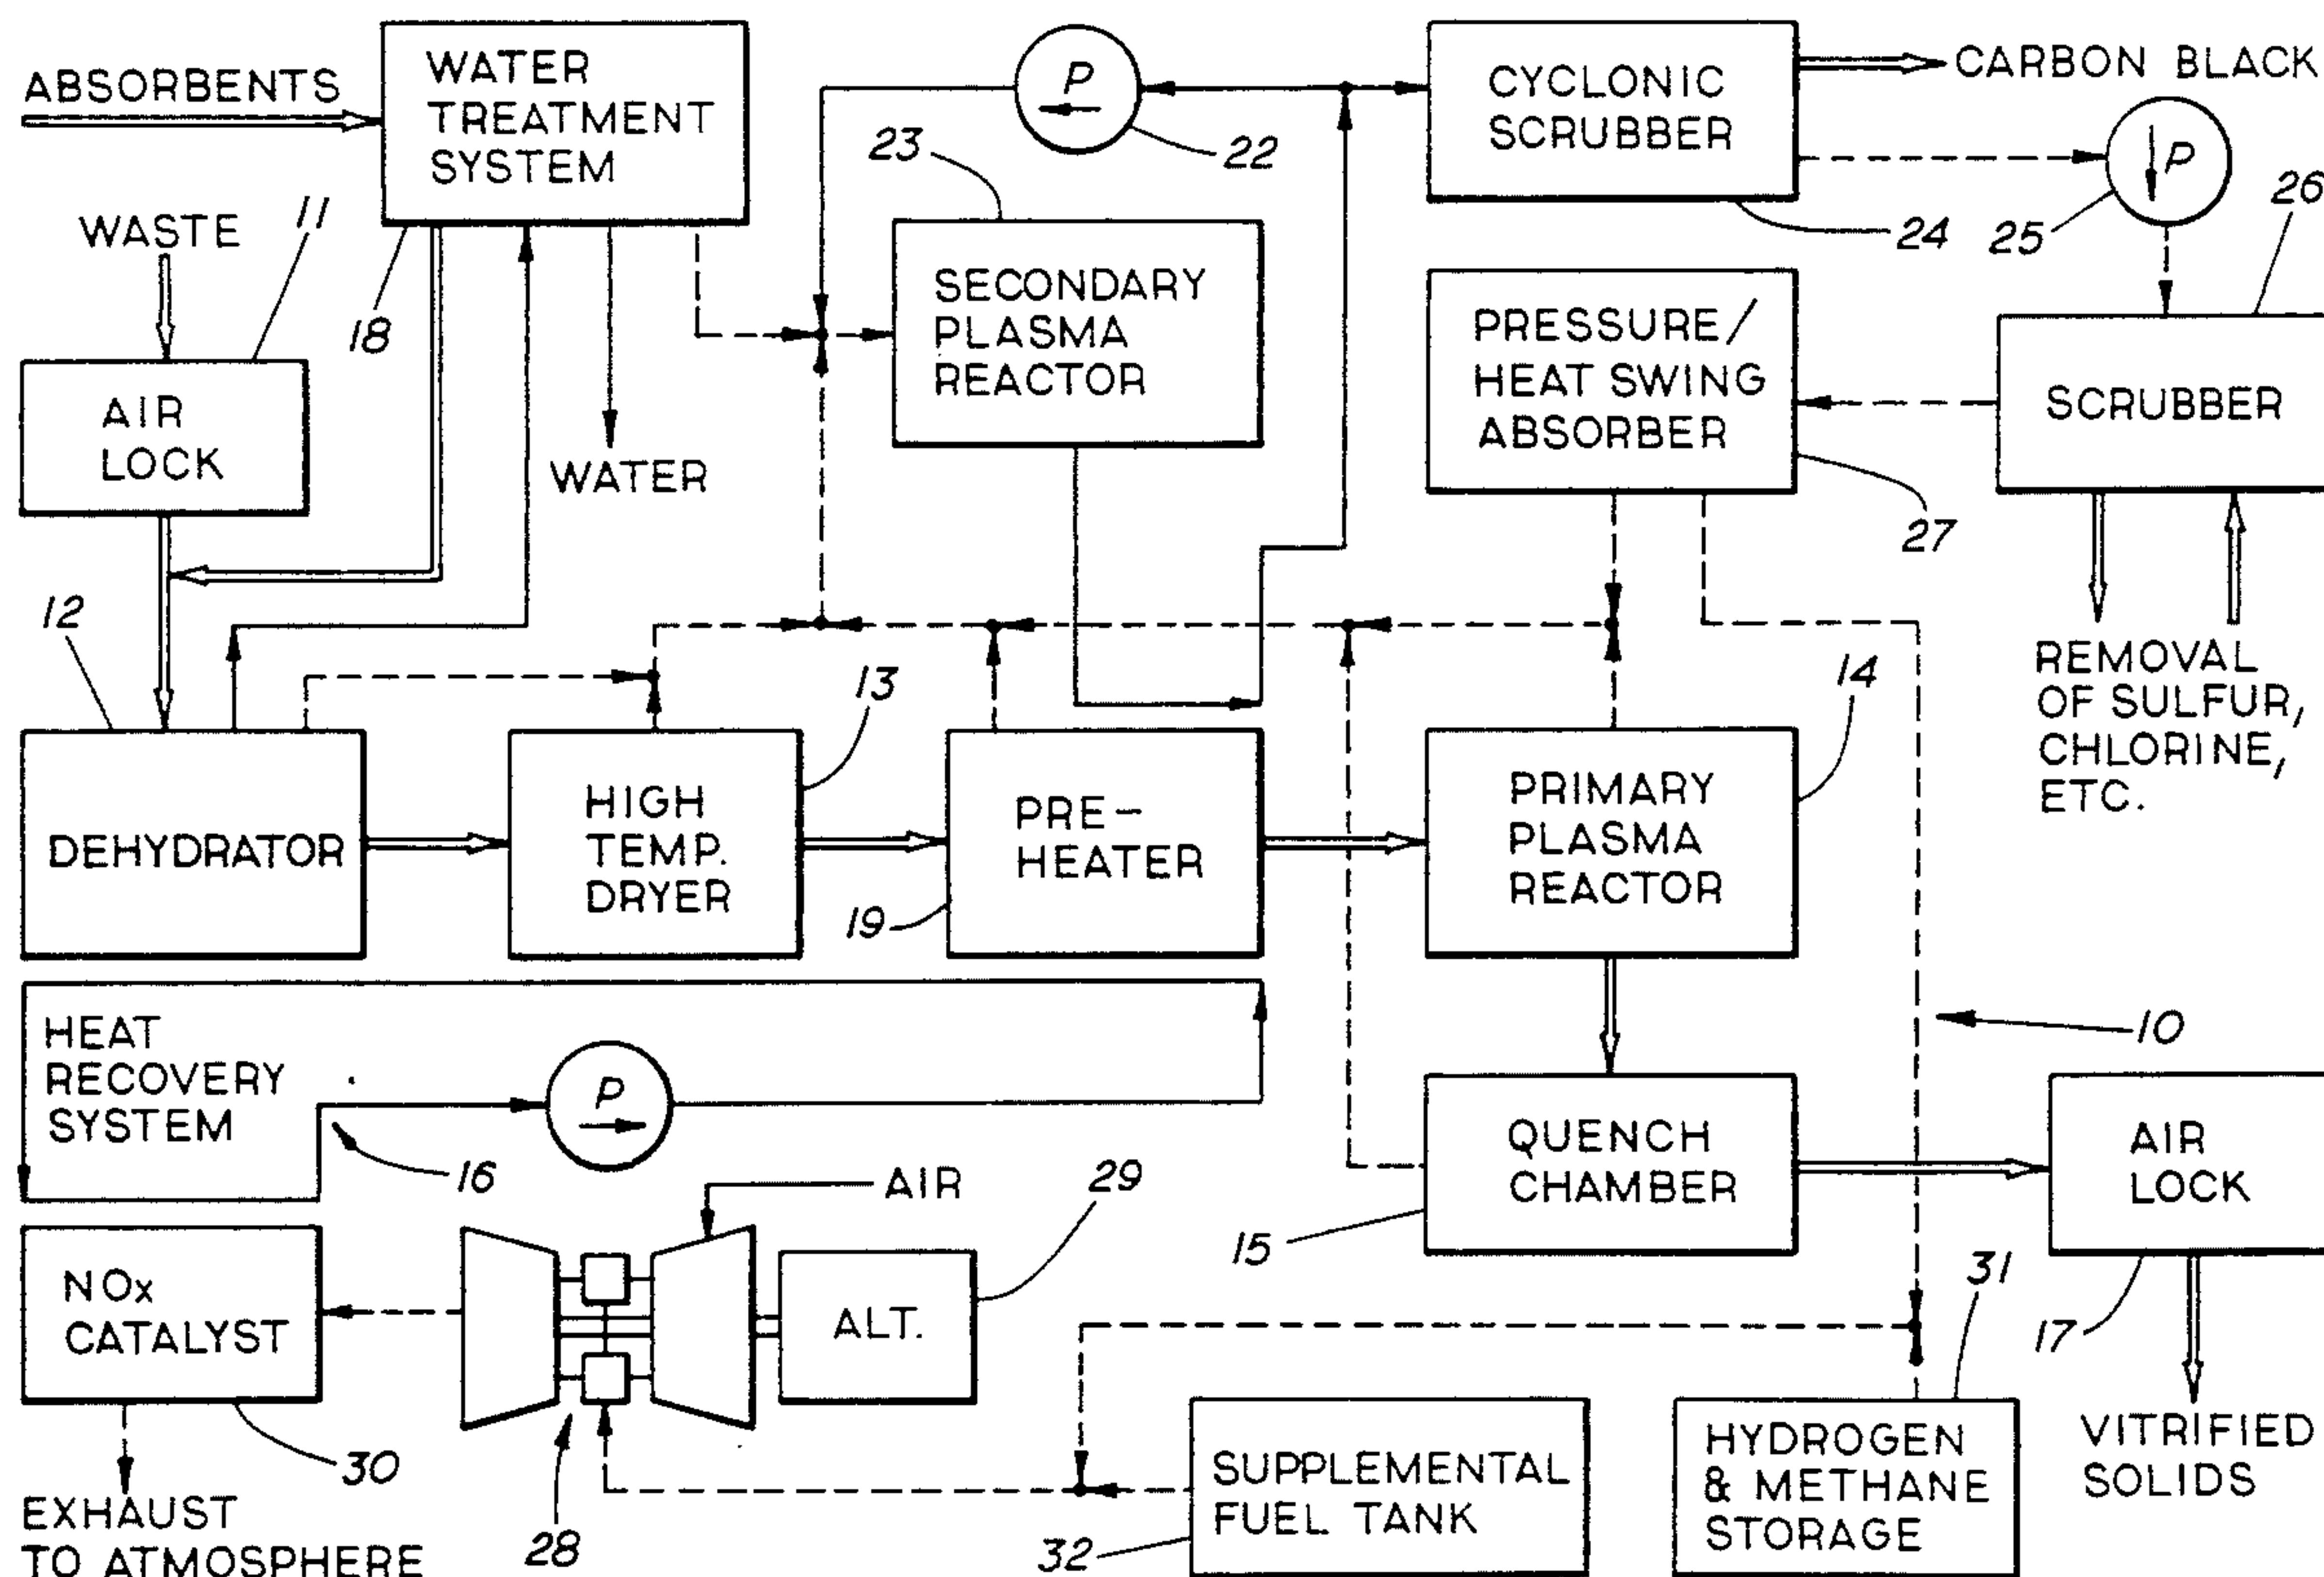 ABSORBENTS
WATER
TREATMENT
SYSTEM
P
22
CYCLONIC
SCRUBBER
CARBON BLACK
P
25
24
26
23
WASTE
11
18
SECONDARY
PLASMA
REACTOR
PRESSURE/
HEAT SWING
ABSORBER
27
SCRUBBER
AIR
LOCK
WATER
REMOVAL
OF SULFUR,
CHLORINE,
ETC.
12
DEHYDRATOR
13
HIGH
TEMP.
DRYER
PRE-
HEATER
19
14
PRIMARY
PLASMA
REACTOR
HEAT
RECOVERY
SYSTEM
16
P
10
QUENCH
CHAMBER
15
AIR
LOCK
17
AIR
29
NOx
CATALYST
30
28
ALT.
31
SUPPLEMENTAL
FUEL TANK
32
HYDROGEN
& METHANE
STORAGE
VITRIFIED
SOLIDS
EXHAUST
TO ATMOSPHERE